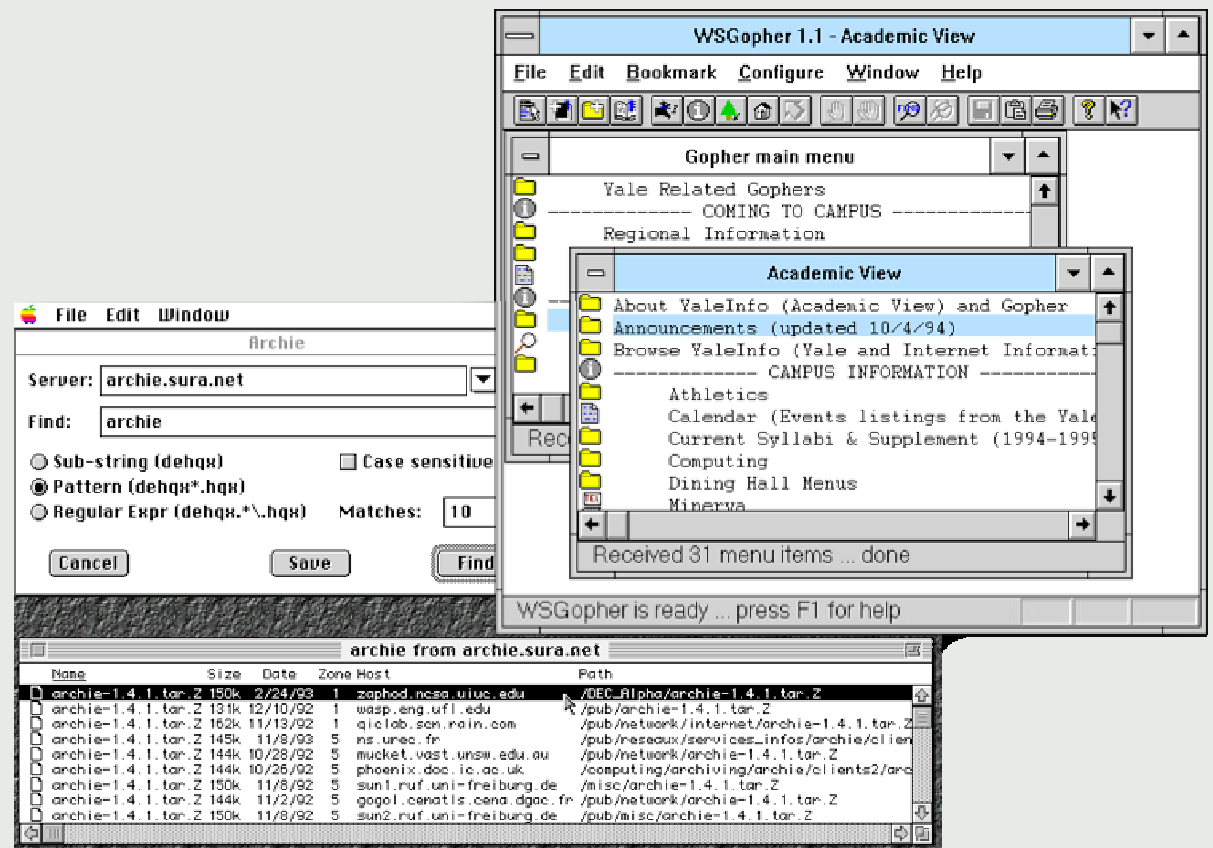 WSGopher 1.1 - Academic View
File Edit Bookmark Configure Window Help
Gopher main menu
Yale Related Gophers
------------- COMING TO CAMPUS -------------
Regional Information
Academic View
About YaleInfo (Academic View) and Gopher
Announcements (updated 10/4/94)
Browse YaleInfo (Yale and Internet Informat
------------- CAMPUS INFORMATION ----------
Athletics
Calendar (Events listings from the Yale
Current Syllabi & Supplement (1994-1995
Computing
Dining Hall Menus
Minerva
Rec
Received 31 menu items ... done
WSGopher is ready ... press F1 for help
File Edit Window
Archie
Server: archie.sura.net
Find: archie
Sub-string (dehqx)
Case sensitive
Pattern (dehqx*.hqx)
Regular Expr (dehqx.*\.hqx) Matches: 10
Cancel Save Find
archie from archie.sura.net
Name Size Date Zone Host Path
archie-1.4.1.tar.Z 150k 2/24/93 1 zaphod.ncsa.uiuc.edu /DEC_Alpha/archie-1.4.1.tar.Z
archie-1.4.1.tar.Z 131k 12/10/92 1 wasp.eng.ufl.edu /pub/archie-1.4.1.tar.Z
archie-1.4.1.tar.Z 162k 11/13/92 1 qiclab.scn.rain.com /pub/network/internet/archie-1.4.1.tar.Z
archie-1.4.1.tar.Z 145k 11/8/93 5 ns.urec.fr /pub/reseaux/services_infos/archie/clien
archie-1.4.1.tar.Z 144k 10/28/92 5 mucket.vast.unsw.edu.au /pub/network/archie-1.4.1.tar.Z
archie-1.4.1.tar.Z 144k 10/26/92 5 phoenix.doc.ic.ac.uk /computing/archiving/archie/clients2/arc
archie-1.4.1.tar.Z 150k 11/8/92 5 sun1.ruf.uni-freiburg.de /misc/archie-1.4.1.tar.Z
archie-1.4.1.tar.Z 144k 11/2/92 5 gogol.cenatls.cena.dgac.fr /pub/network/archie-1.4.1.tar.Z
archie-1.4.1.tar.Z 150k 11/8/92 5 sun2.ruf.uni-freiburg.de /pub/misc/archie-1.4.1.tar.Z